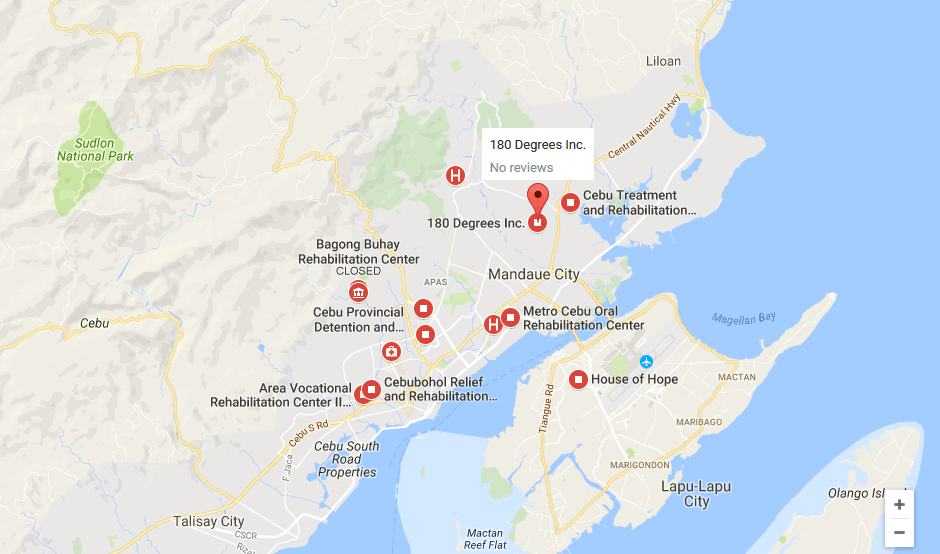 Liloan
Central Nautical Hwy
Sudlon
National Park
180 Degrees Inc.
No reviews
Cebu Treatment
and Rehabilitation...
180 Degrees Inc.
Bagong Buhay
Rehabilitation Center
CLOSED
Mandaue City
APAS
Cebu Provincial
Detention and...
Metro Cebu Oral
Rehabilitation Center
Cebu
Magellan Bay
MACTAN
House of Hope
Area Vocational
Rehabilitation Center II...
Cebubohol Relief
and Rehabilitation...
Tiangue Rd
MARIBAGO
Cebu S Rd
Cebu South
Road
Properties
F. Jaca
MARIGONDON
Lapu-Lapu
City
Olango Isl
Talisay City
CSCR
Rizal
Mactan
Reef Flat
+
−